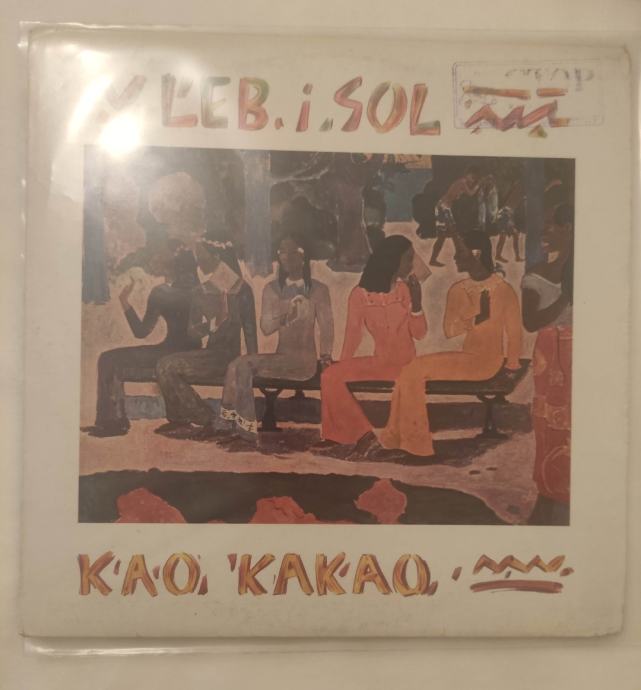 LEB. i. SOL
KAO, 'KAKAO,